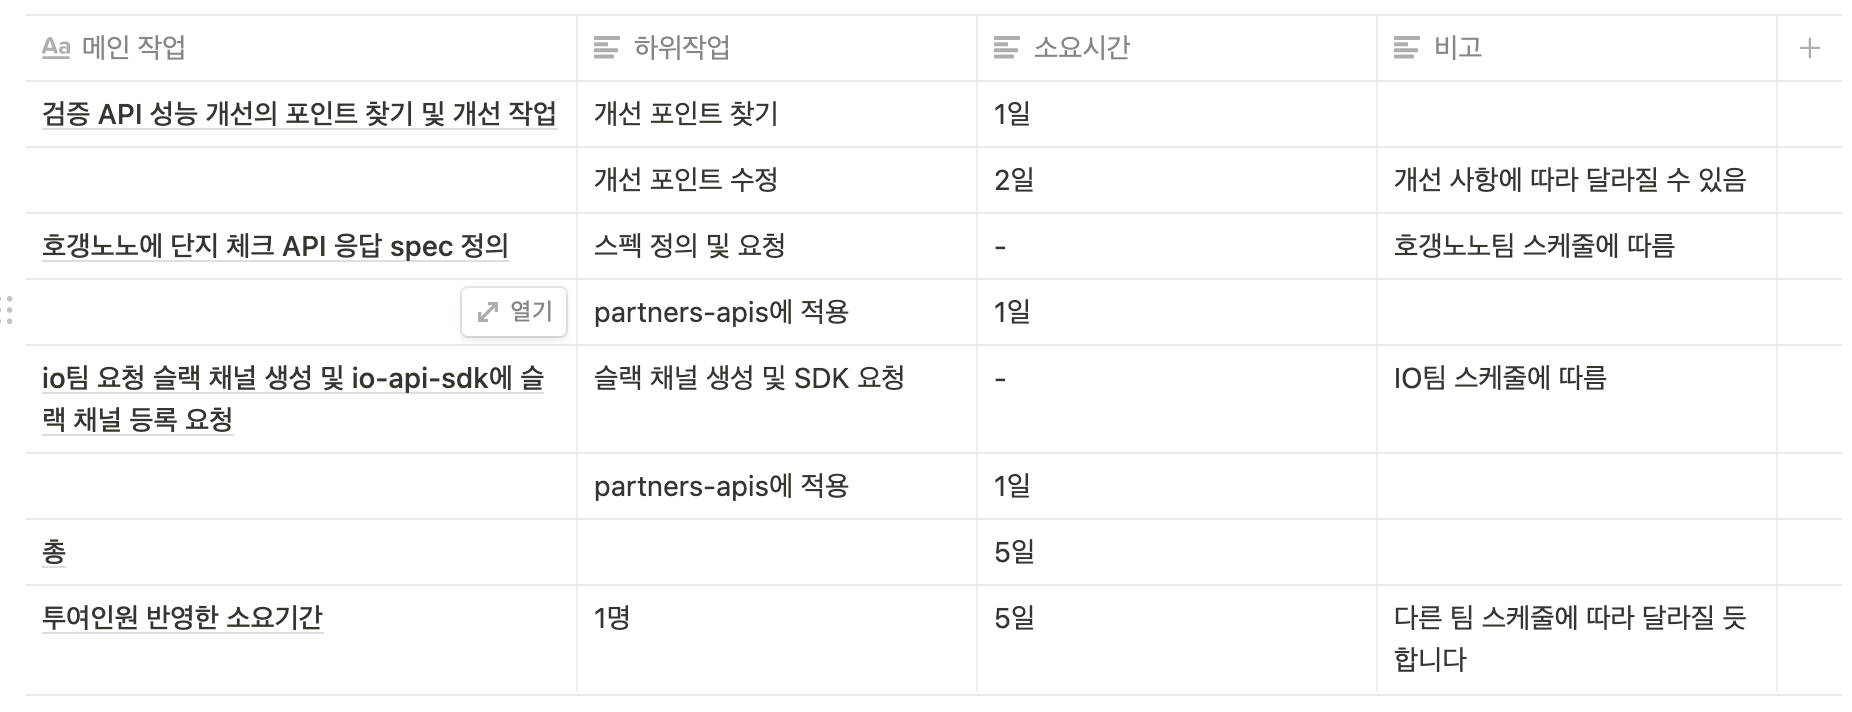 Aa 메인 작업 하위작업 소요시간 비고
검증 API 성능 개선의 포인트 찾기 및 개선 작업 개선 포인트 찾기 1일
개선 포인트 수정 2일 개선 사항에 따라 달라질 수 있음
호갱노노에 단지 체크 API 응답 spec 정의 스펙 정의 및 요청 - 호갱노노팀 스케줄에 따름
열기 partners-apis에 적용 1일
io팀 요청 슬랙 채널 생성 및 io-api-sdk에 슬 슬랙 채널 생성 및 SDK 요청 - IO팀 스케줄에 따름
랙 채널 등록 요청
partners-apis에 적용 1일
총 5일
투여인원 반영한 소요기간 1명 5일 다른 팀 스케줄에 따라 달라질 듯
합니다